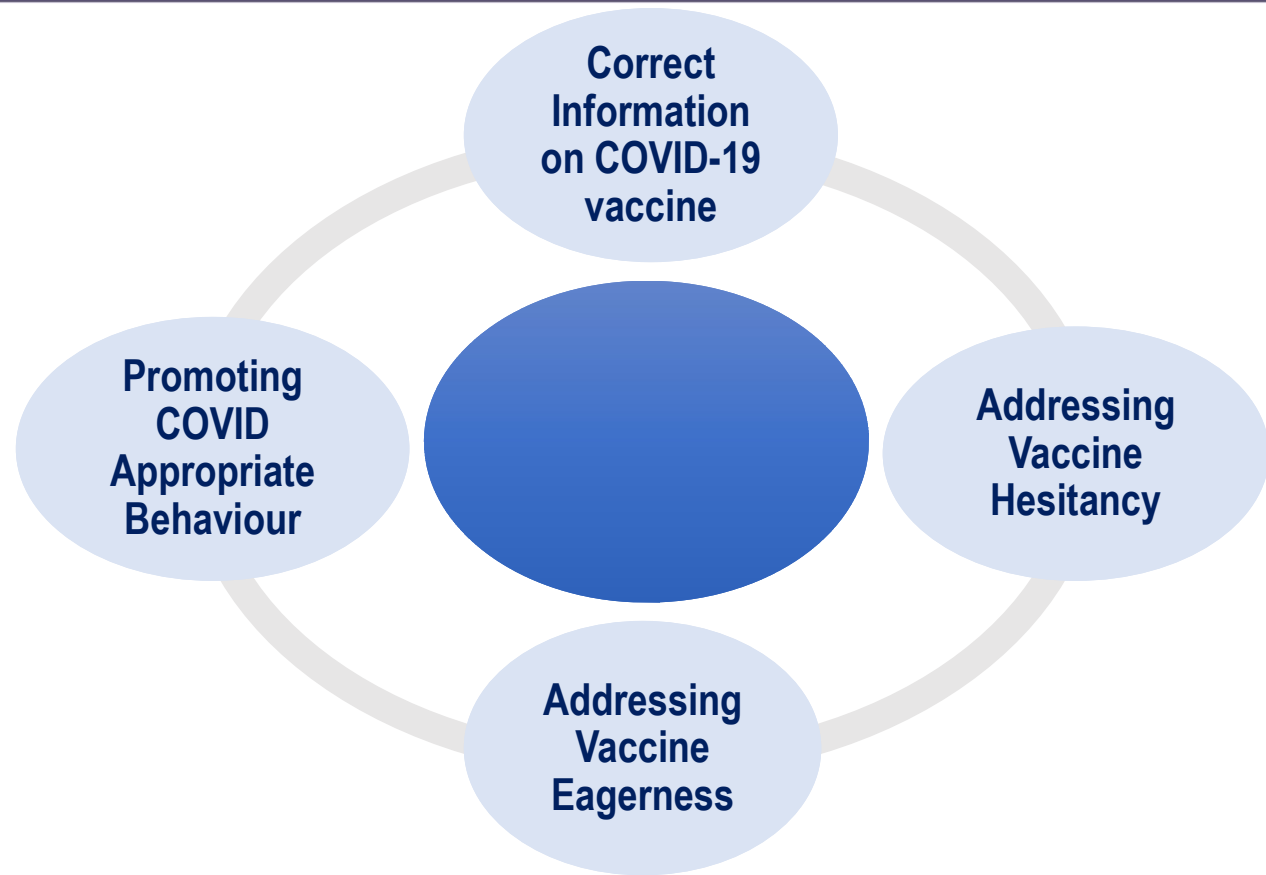 Correct
Information
on COVID-19
vaccine
Promoting
COVID
Appropriate
Behaviour
Addressing
Vaccine
Hesitancy
Addressing
Vaccine
Eagerness